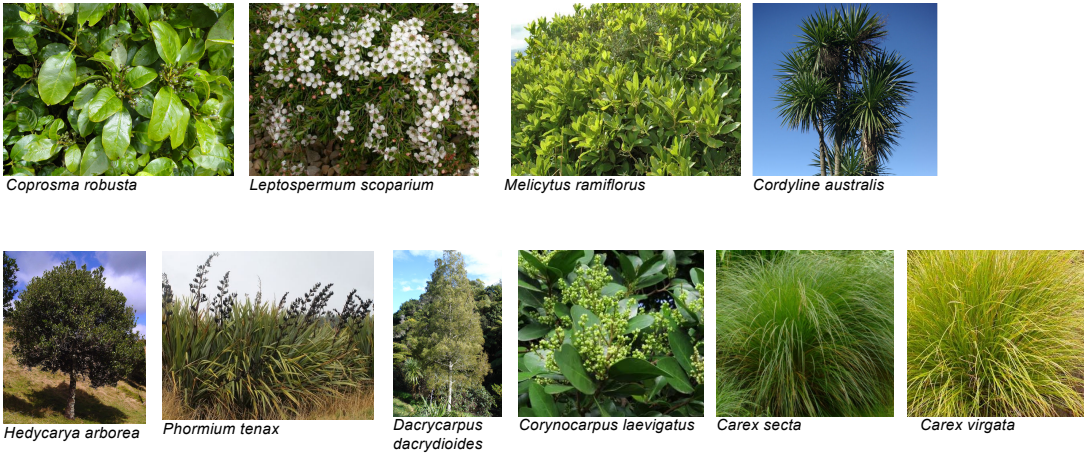 Coprosma robusta
Leptospermum scoparium
Melicytus ramiflorus
Cordyline australis
Hedycarya arborea
Phormium tenax
Dacrycarpus
dacrydioides
Corynocarpus laevigatus
Carex secta
Carex virgata